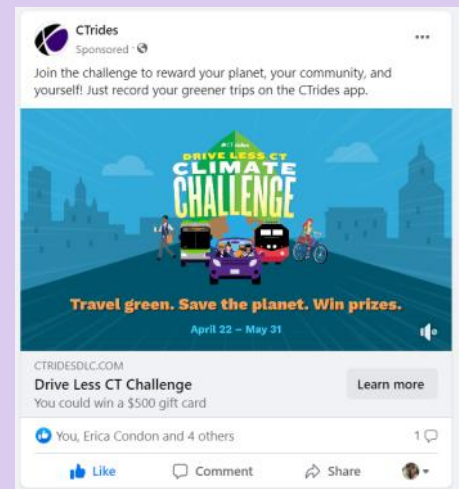 CTrides
Sponsored ·
Join the challenge to reward your planet, your community, and
yourself! Just record your greener trips on the CTrides app.
CTrides
DRIVE LESS CT
CLIMATE
CHALLENGE
Travel green. Save the planet. Win prizes.
April 22 – May 31
CTRIDESDLC.COM
Drive Less CT Challenge
Learn more
You could win a $500 gift card
You, Erica Condon and 4 others
1
Like
Comment
Share